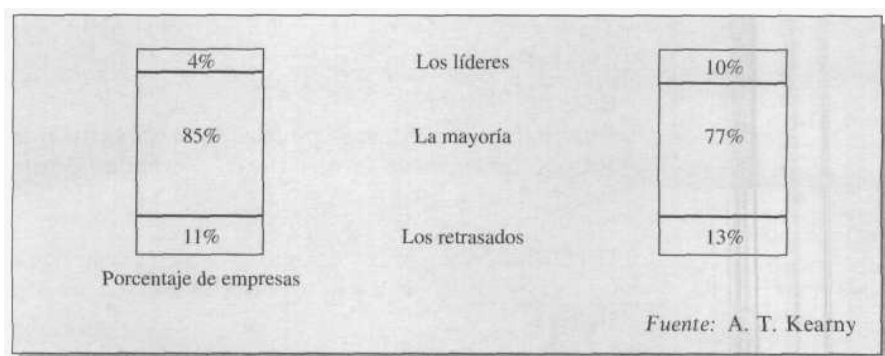 4% Los líderes 10%
85% La mayoría 77%
11% Los retrasados 13%
Porcentaje de empresas
Fuente: A. T. Kearny